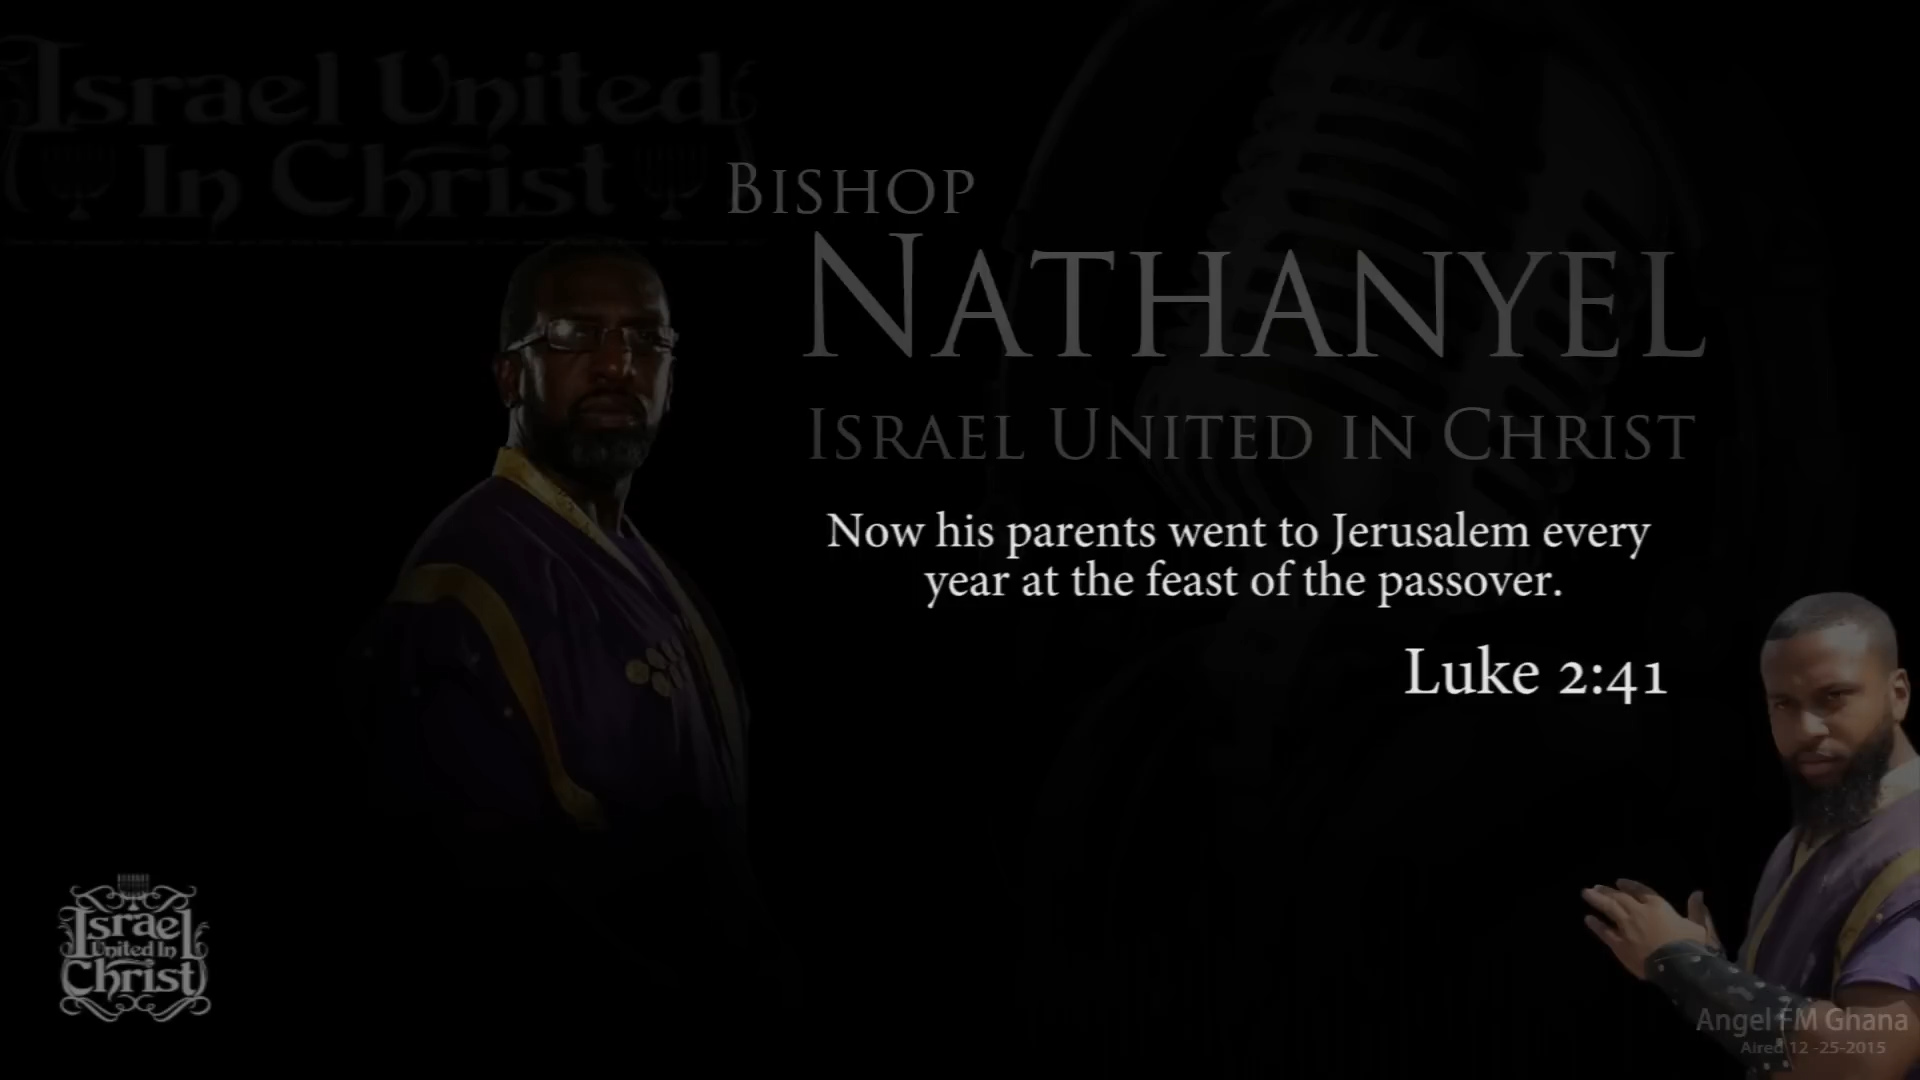 Israel United
In Christ
BISHOP
NATHANYEL
ISRAEL UNITED IN CHRIST
Now his parents went to Jerusalem every
year at the feast of the passover.
Luke 2:41
Israel
United In
Christ
Angel FM Ghana
Aired 12 -25-2015